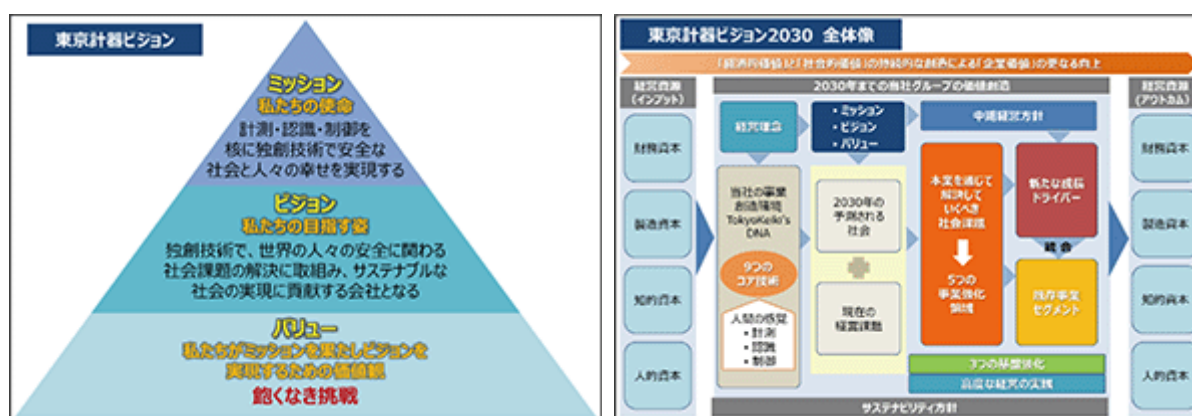 東京計器ビジョン
ミッション
私たちの使命
計測・認識・制御を
核に独創技術で安全な
社会と人々の幸せを実現する
ビジョン
私たちの目指す姿
独創技術で、世界の人々の安全に関わる
社会課題の解決に取組み、サステナブルな
社会の実現に貢献する会社となる
バリュー
私たちがミッションを果たしビジョンを
実現するための価値観
飽くなき挑戦
東京計器ビジョン2030 全体像
「経済的価値」と「社会的価値」の持続的な創造による「企業価値」の更なる向上
経営資源
(インプット)
財務資本
製造資本
知的資本
人的資本
2030年までの当社グループの価値創造
経営理念
・ミッション
・ビジョン
・バリュー
中期経営方針
当社の事業
創造環境
TokyoKeiki's
DNA
9つの
コア技術
人間の感覚
・計測
・認識
・制御
2030年の
予測される
社会
現在の
経営課題
本業を通じて
解決して
いくべき
社会課題
5つの
事業強化
領域
新たな成長
ドライバー
統合
既存事業
セグメント
3つの基盤強化
高度な経営の実践
サステナビリティ方針
経営資源
(アウトカム)
財務資本
製造資本
知的資本
人的資本